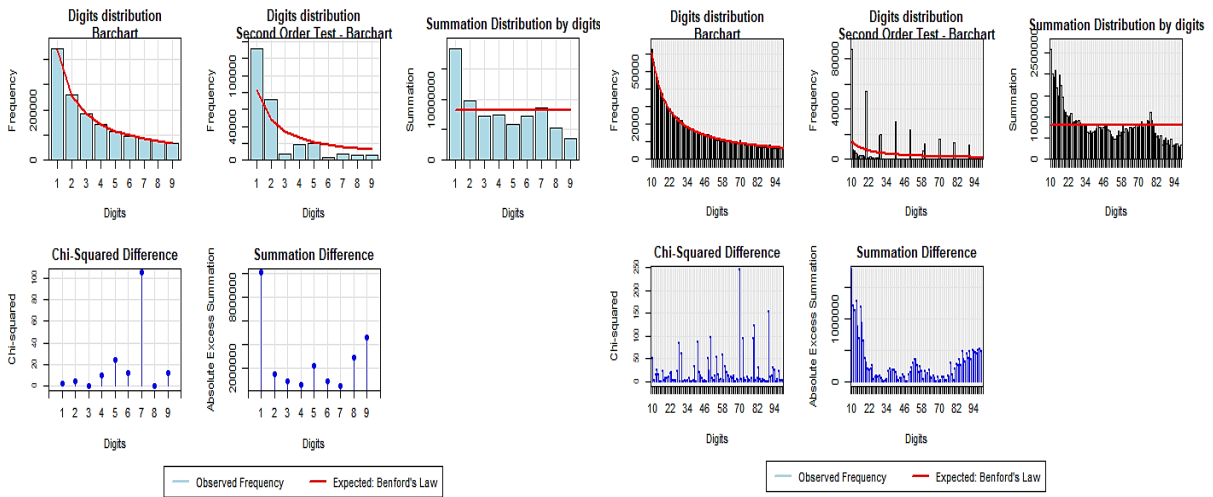 Digits distribution
Barchart
Frequency
0
200000
1 2 3 4 5 6 7 9
Digits
Digits distribution
Second Order Test - Barchart
Frequency
0
40000
100000
1 2 3 4 5 6 7 8 9
Digits
Summation Distribution by digits
Summation
0
1 2 3 4 5 6 7 8 9
Digits
Digits distribution
Barchart
Frequency
0
10 22 34 46 58 70 82 94
Digits
Digits distribution
Second Order Test - Barchart
Frequency
0
40000
80000
10 22 34 46 58 70 82 94
Digits
Summation Distribution by digits
Summation
0
1000000
2500000
10 22 34 46 58 70 82 94
Digits
Chi-Squared Difference
Chi-squared
0 20 40 60 80 100
1 2 3 4 5 6 7 8 9
Digits
Summation Difference
Absolute Excess Summation
2000000
8000000
1 2 3 4 5 6 7 8 9
Digits
Chi-Squared Difference
Chi-squared
0 50 100 150 200 250
10 22 34 46 58 70 82 94
Digits
Summation Difference
Absolute Excess Summation
0
1000000
10 22 34 46 58 70 82 94
Digits
Observed Frequency
Expected: Benford's Law
Observed Frequency
Expected: Benford's Law